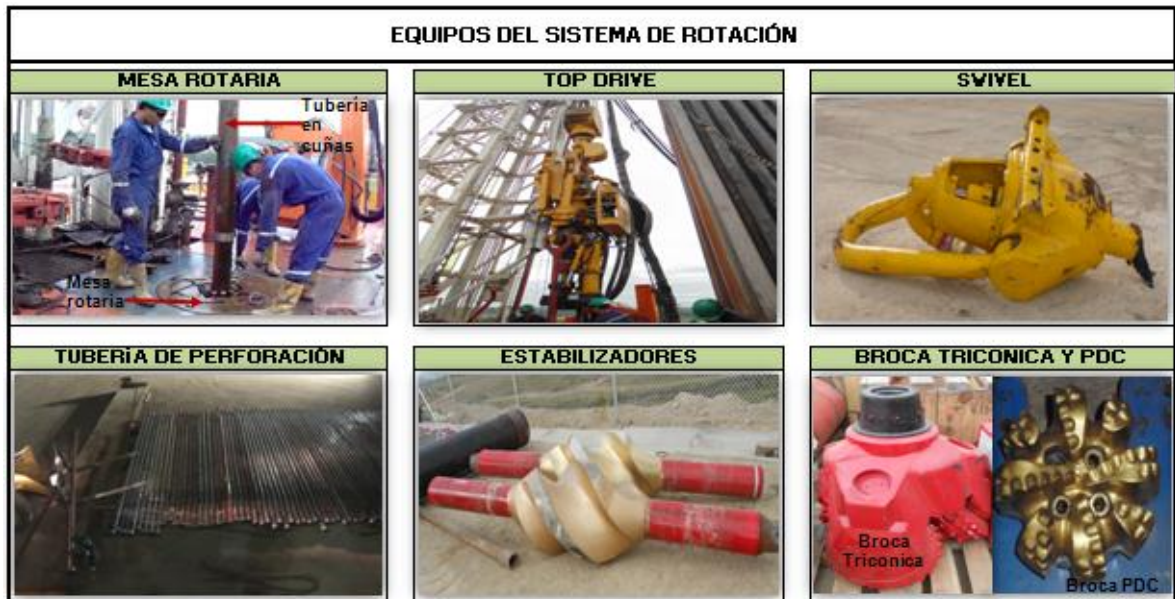 EQUIPOS DEL SISTEMA DE ROTACIÓN
MESA ROTARIA
TOP DRIVE
SWIVEL
Tubería
en
cuñas
Mesa
rotaria
TUBERÍA DE PERFORACIÓN
ESTABILIZADORES
BROCA TRICONICA Y PDC
Broca
Triconica
Broca PDC